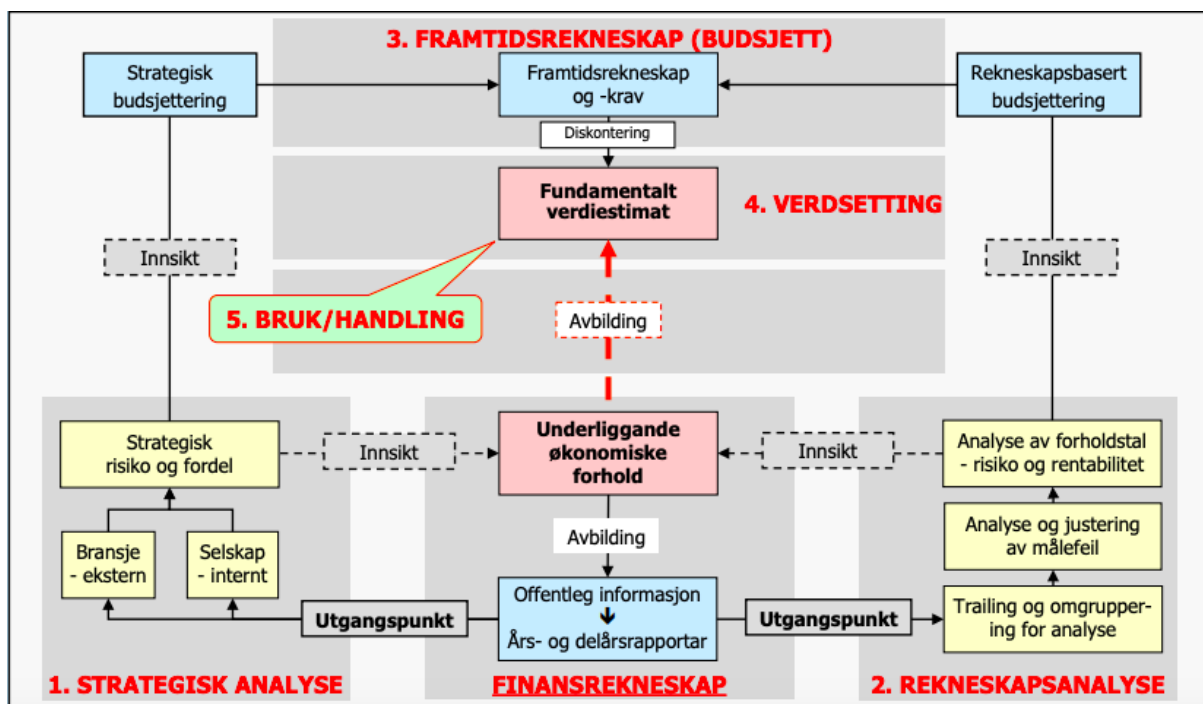 3. FRAMTIDSREKNESKAP (BUDSJETT)
Strategisk
budsjettering
Framtidsrekneskap
og -krav
Rekneskapsbasert
budsjettering
Diskontering
Fundamentalt
verdiestimat
4. VERDSETTING
Innsikt
Innsikt
5. BRUK/HANDLING
Avbilding
Strategisk
risiko og fordel
Innsikt
Underliggande
økonomiske
forhold
Innsikt
Analyse av forholdstal
- risiko og rentabilitet
Bransje
- ekstern
Selskap
- internt
Avbilding
Analyse og justering
av målefeil
Utgangspunkt
Offentleg informasjon
↓
Års- og delårsrapportar
Utgangspunkt
Trailing og omgrupper-
ing for analyse
1. STRATEGISK ANALYSE
FINANSREKNESKAP
2. REKNESKAPSANALYSE